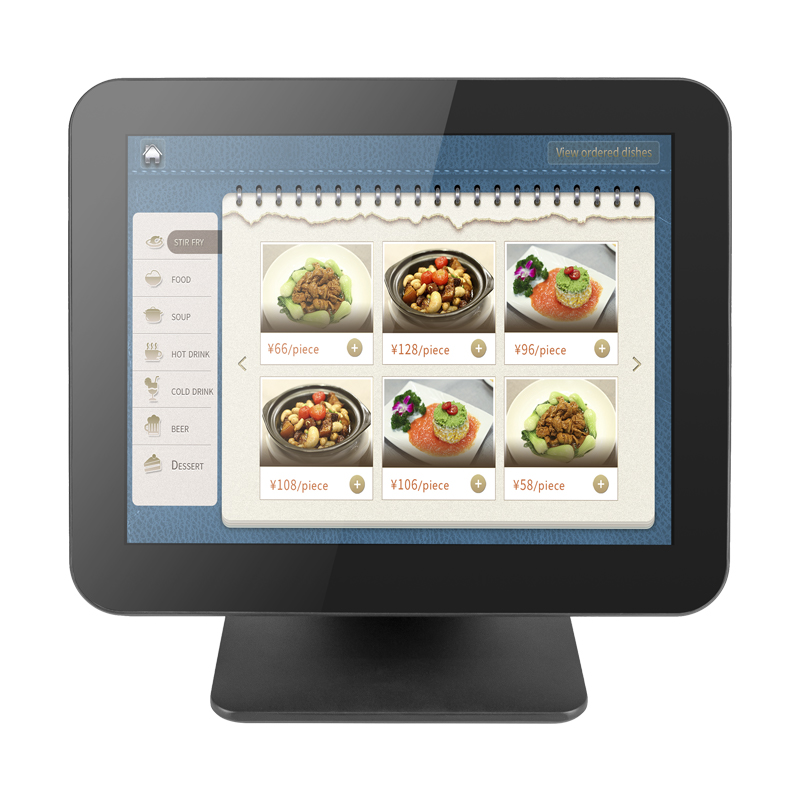 View ordered dishes
STIR FRY
FOOD
SOUP
HOT DRINK
COLD DRINK
BEER
DESSERT
¥66/piece
¥128/piece
¥96/piece
¥108/piece
¥106/piece
¥58/piece